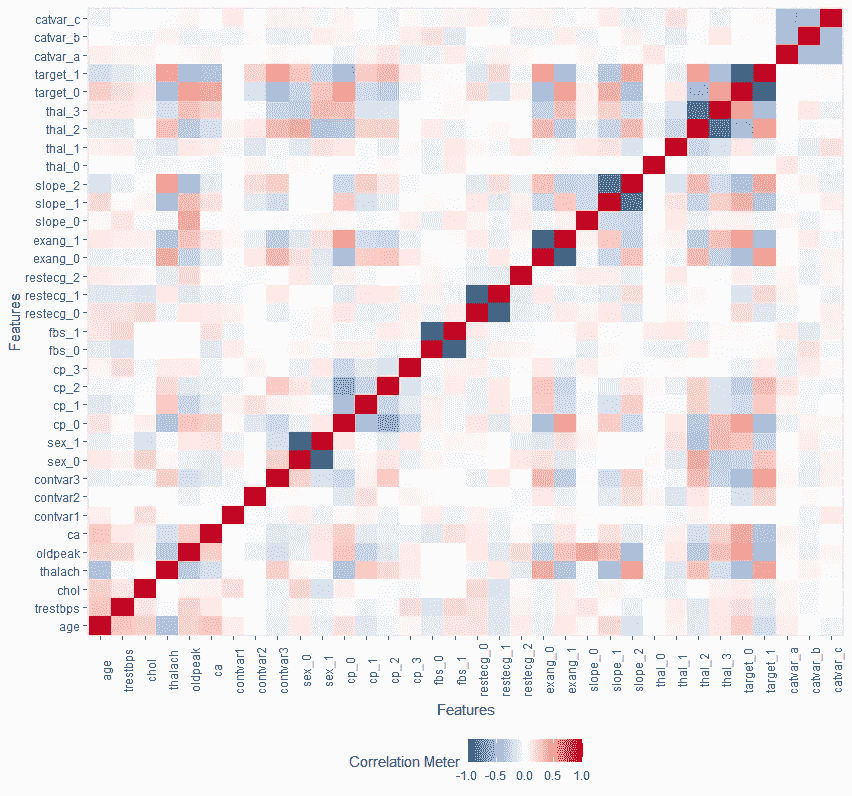 catvar_c
catvar_b
catvar_a
target_1
target_0
thal_3
thal_2
thal_1
thal_0
slope_2
slope_1
slope_0
exang_1
exang_0
restecg_2
restecg_1
restecg_0
fbs_1
fbs_0
cp_3
cp_2
cp_1
cp_0
sex_1
sex_0
contvar3
contvar2
contvar1
ca
oldpeak
thalach
chol
trestbps
age
Features
age
trestbps
chol
thalach
oldpeak
ca
contvar1
contvar2
contvar3
sex_0
sex_1
cp_0
cp_1
cp_2
cp_3
fbs_0
fbs_1
restecg_0
restecg_1
restecg_2
exang_0
exang_1
slope_0
slope_1
slope_2
thal_0
thal_1
thal_2
thal_3
target_0
target_1
catvar_a
catvar_b
catvar_c
Features
Correlation Meter
-1.0 -0.5 0.0 0.5 1.0